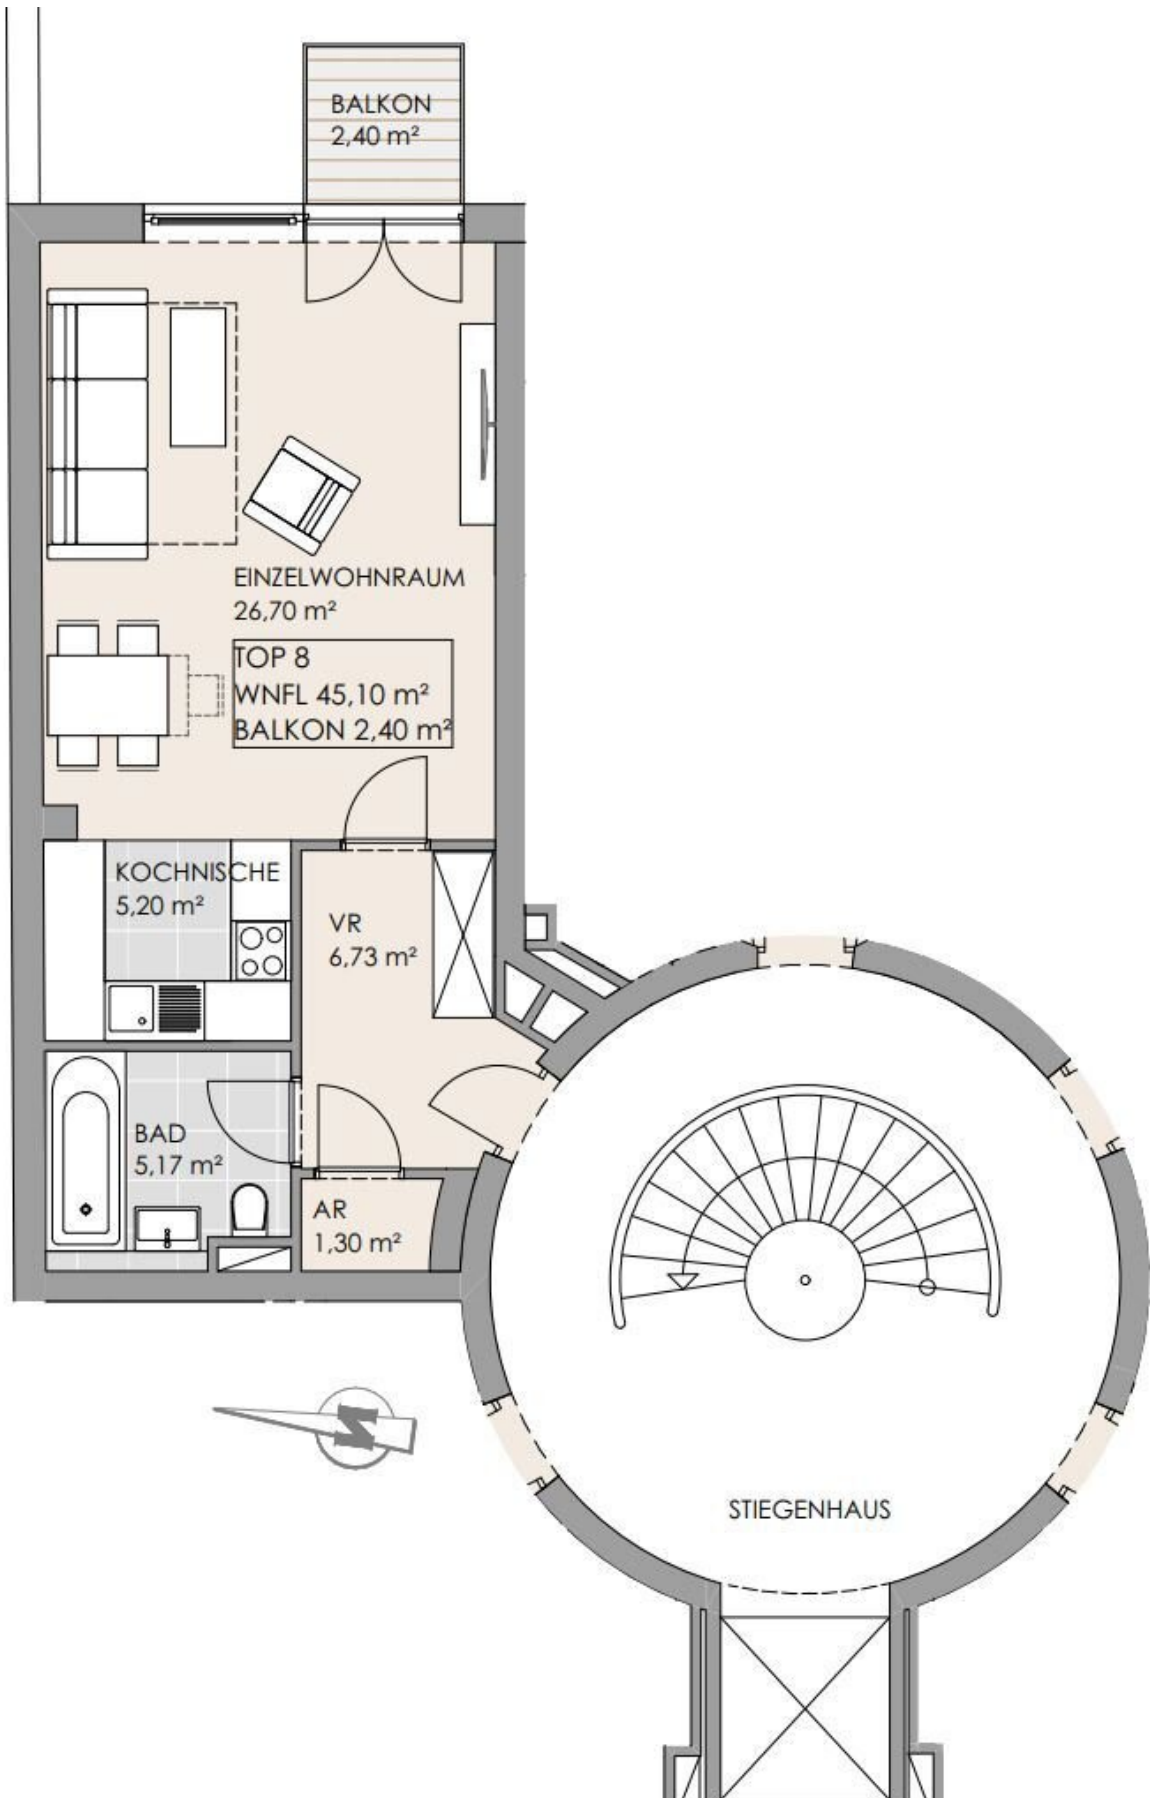 BALKON
2,40 m²
EINZELWOHNRAUM
26,70 m²
TOP 8
WNFL 45,10 m²
BALKON 2,40 m²
KOCHNISCHE
5,20 m²
VR
6,73 m²
BAD
5,17 m²
AR
1,30 m²
N
STIEGENHAUS